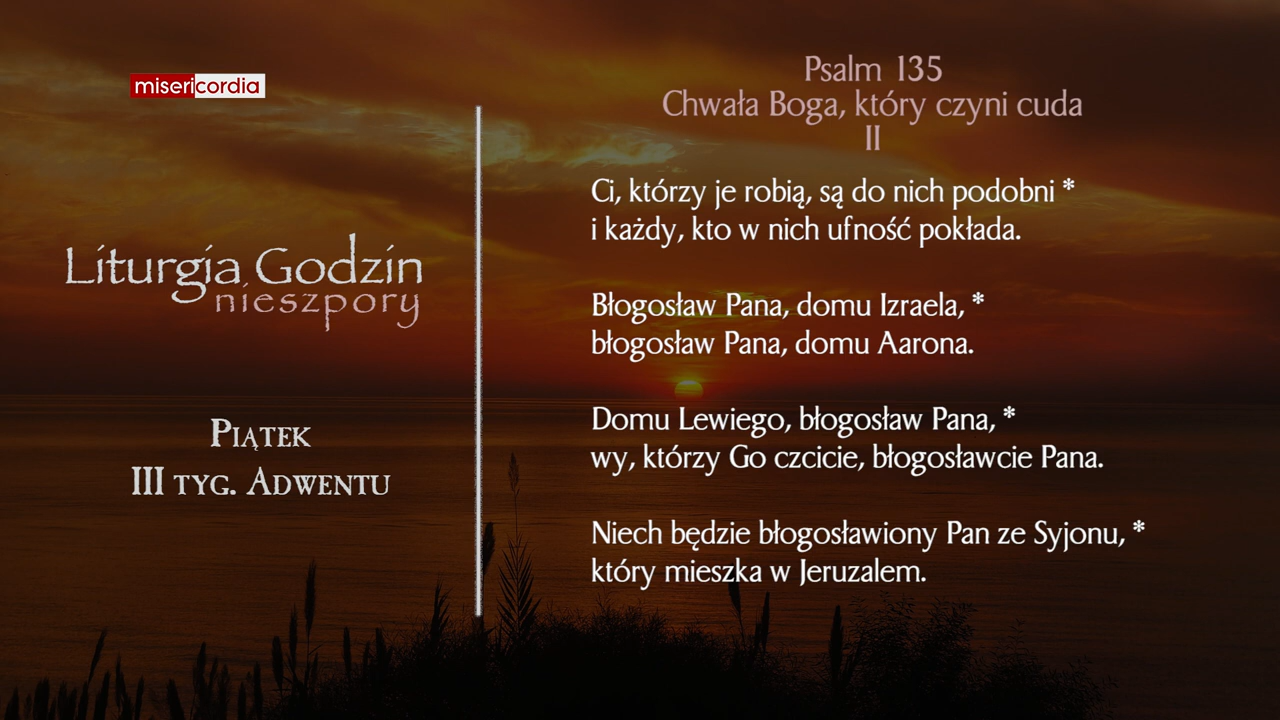 misericordia
Liturgia Godzin
nieszpory
Piątek
III tyg. Adwentu
Psalm 135
Chwała Boga, który czyni cuda
II
Ci, którzy je robią, są do nich podobni *
i każdy, kto w nich ufność pokłada.
Błogosław Pana, domu Izraela, *
błogosław Pana, domu Aarona.
Domu Lewiego, błogosław Pana, *
wy, którzy Go czcicie, błogosławcie Pana.
Niech będzie błogosławiony Pan ze Syjonu, *
który mieszka w Jeruzalem.